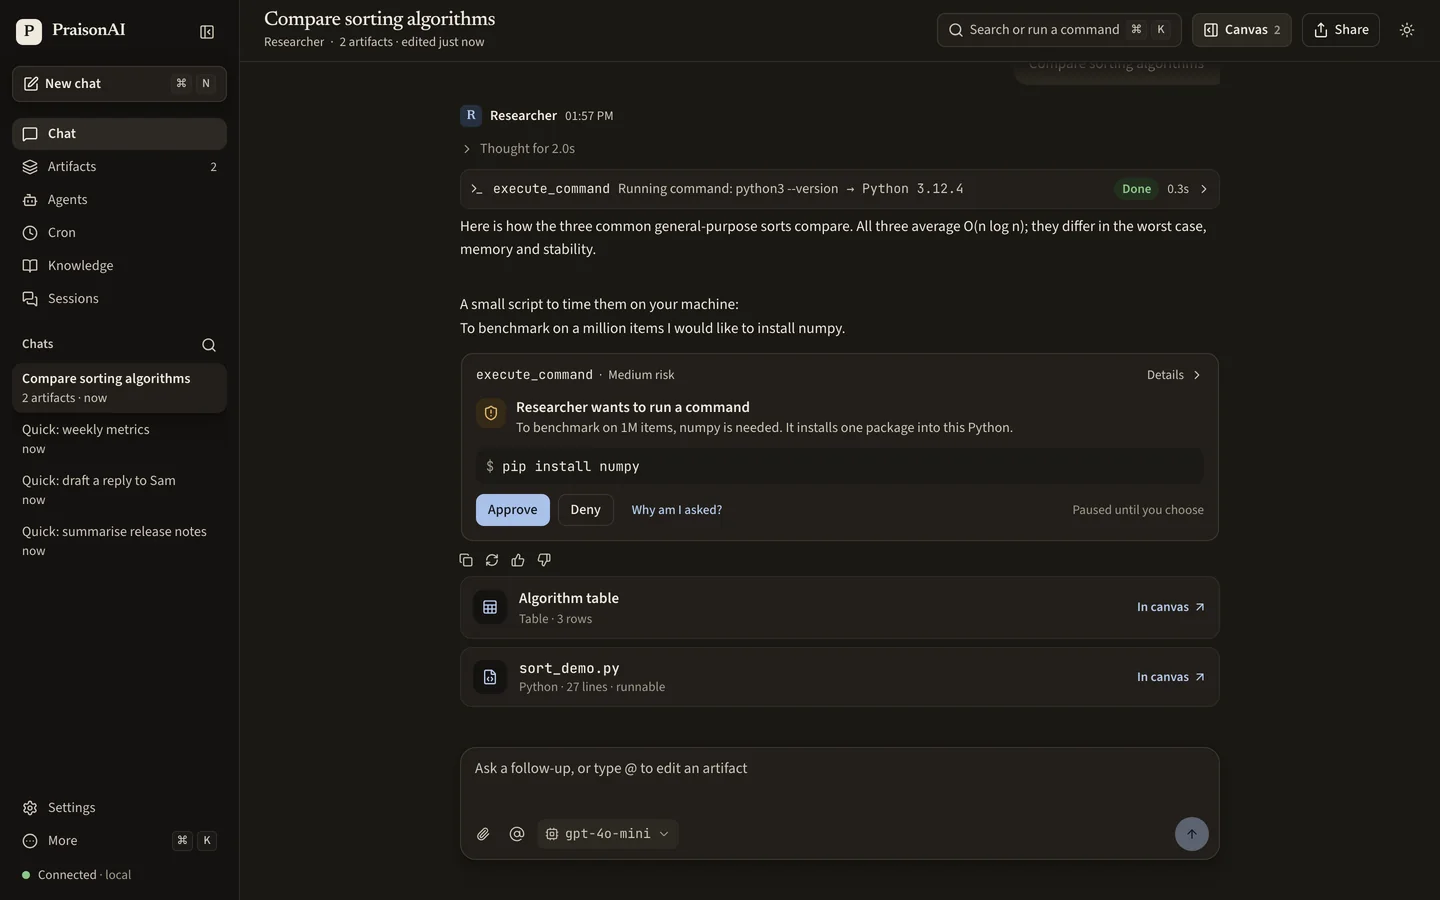 P PraisonAI
New chat ⌘ N
Chat
Artifacts 2
Agents
Cron
Knowledge
Sessions
Chats
Compare sorting algorithms
2 artifacts · now
Quick: weekly metrics
now
Quick: draft a reply to Sam
now
Quick: summarise release notes
now
Settings
More ⌘ K
Connected · local
Compare sorting algorithms
Researcher · 2 artifacts · edited just now
Search or run a command ⌘ K
Canvas 2
Share
Compare sorting algorithms
R Researcher 01:57 PM
Thought for 2.0s
execute_command Running command: python3 --version → Python 3.12.4 Done 0.3s
Here is how the three common general-purpose sorts compare. All three average O(n log n); they differ in the worst case,
memory and stability.
A small script to time them on your machine:
To benchmark on a million items I would like to install numpy.
execute_command · Medium risk Details
Researcher wants to run a command
To benchmark on 1M items, numpy is needed. It installs one package into this Python.
$ pip install numpy
Approve Deny Why am I asked? Paused until you choose
Algorithm table
Table · 3 rows
In canvas
sort_demo.py
Python · 27 lines · runnable
In canvas
Ask a follow-up, or type @ to edit an artifact
gpt-4o-mini